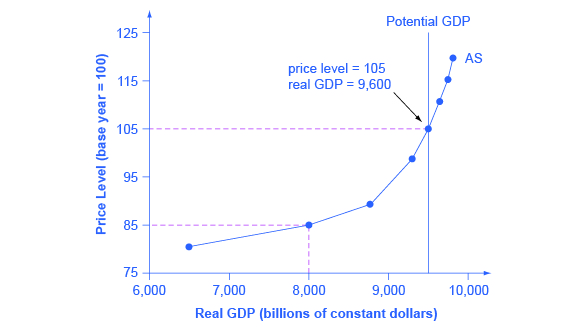 Potential GDP
125
AS
price level = 105
real GDP = 9,600
115
105
95
85
75
Price Level (base year = 100)
6,000 7,000 8,000 9,000 10,000
Real GDP (billions of constant dollars)